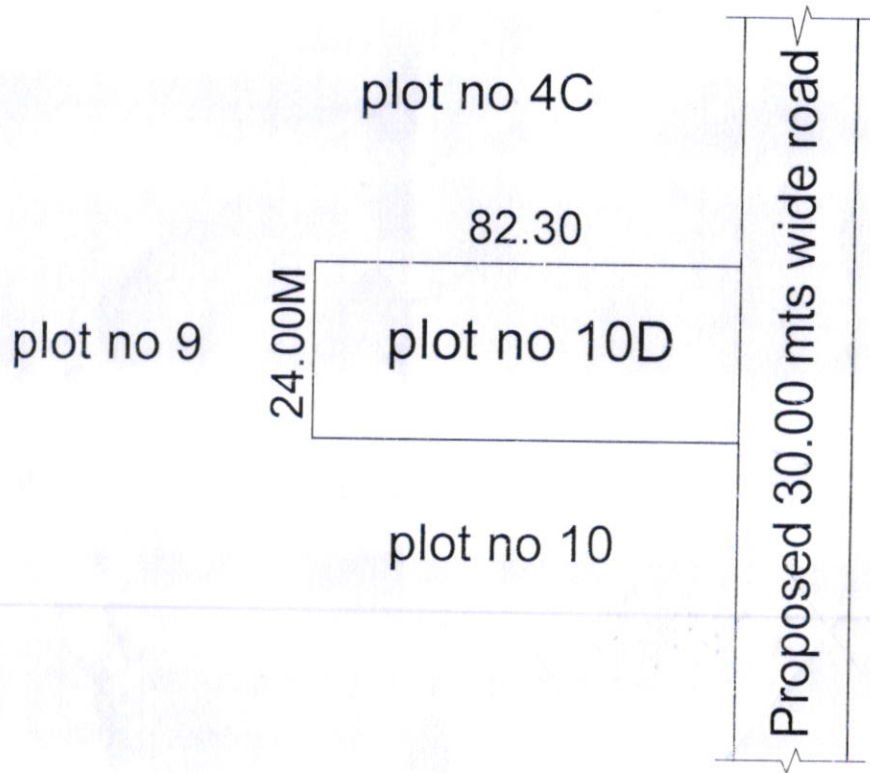 plot no 4C
82.30
24.00M
plot no 9
plot no 10D
plot no 10
Proposed 30.00 mts wide road